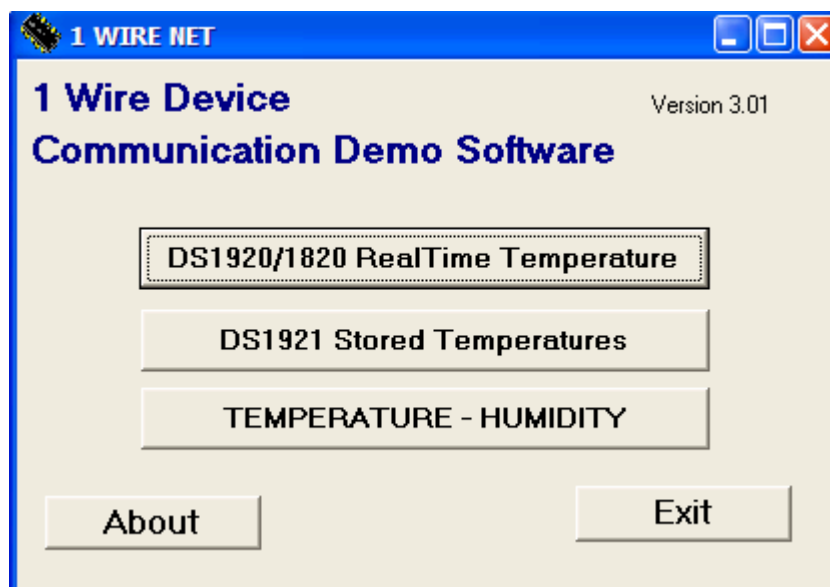 1 WIRE NET
1 Wire Device
Version 3.01
Communication Demo Software
DS1920/1820 RealTime Temperature
DS1921 Stored Temperatures
TEMPERATURE - HUMIDITY
About
Exit